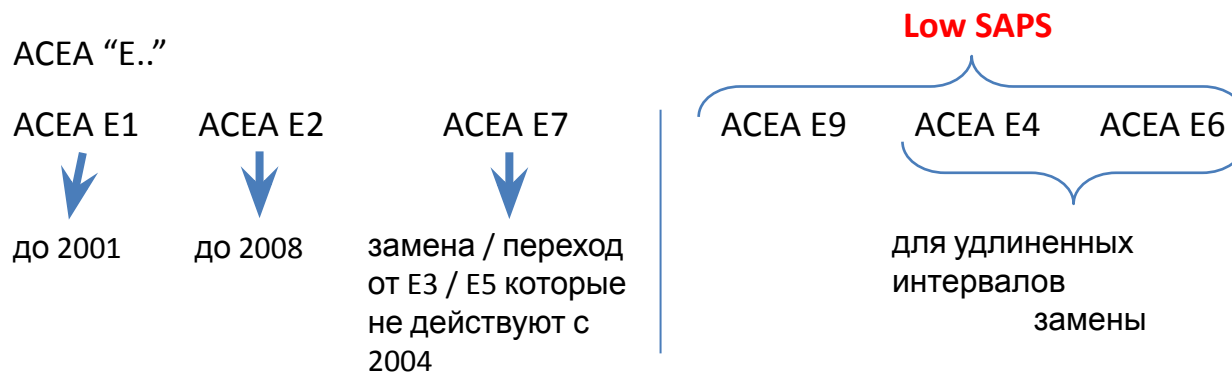 Low SAPS
ACEA “E..”
ACEA E1 ACEA E2 ACEA E7 ACEA E9 ACEA E4 ACEA E6
до 2001
до 2008
замена / переход
от E3 / E5 которые
не действуют с
2004
для удлиненных
интервалов
замены